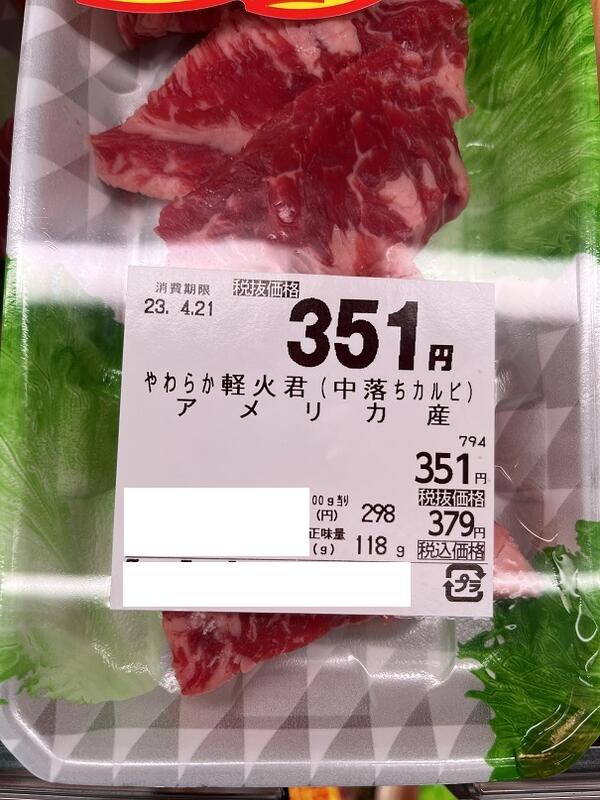 消費期限 税抜価格
23. 4.21
351円
やわらか軽火君(中落ちカルビ)
アメリカ産
794
351円
00g当り(円) 298 税抜価格
379円
正味量(g) 118g 税込価格
プラ